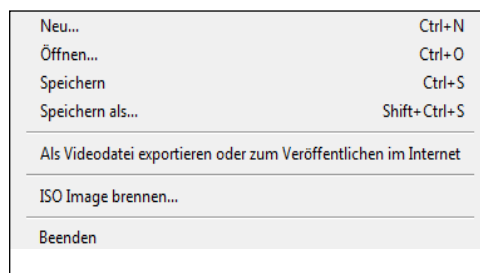 Neu... Ctrl+N
Öffnen... Ctrl+O
Speichern Ctrl+S
Speichern als... Shift+Ctrl+S
Als Videodatei exportieren oder zum Veröffentlichen im Internet
ISO Image brennen...
Beenden